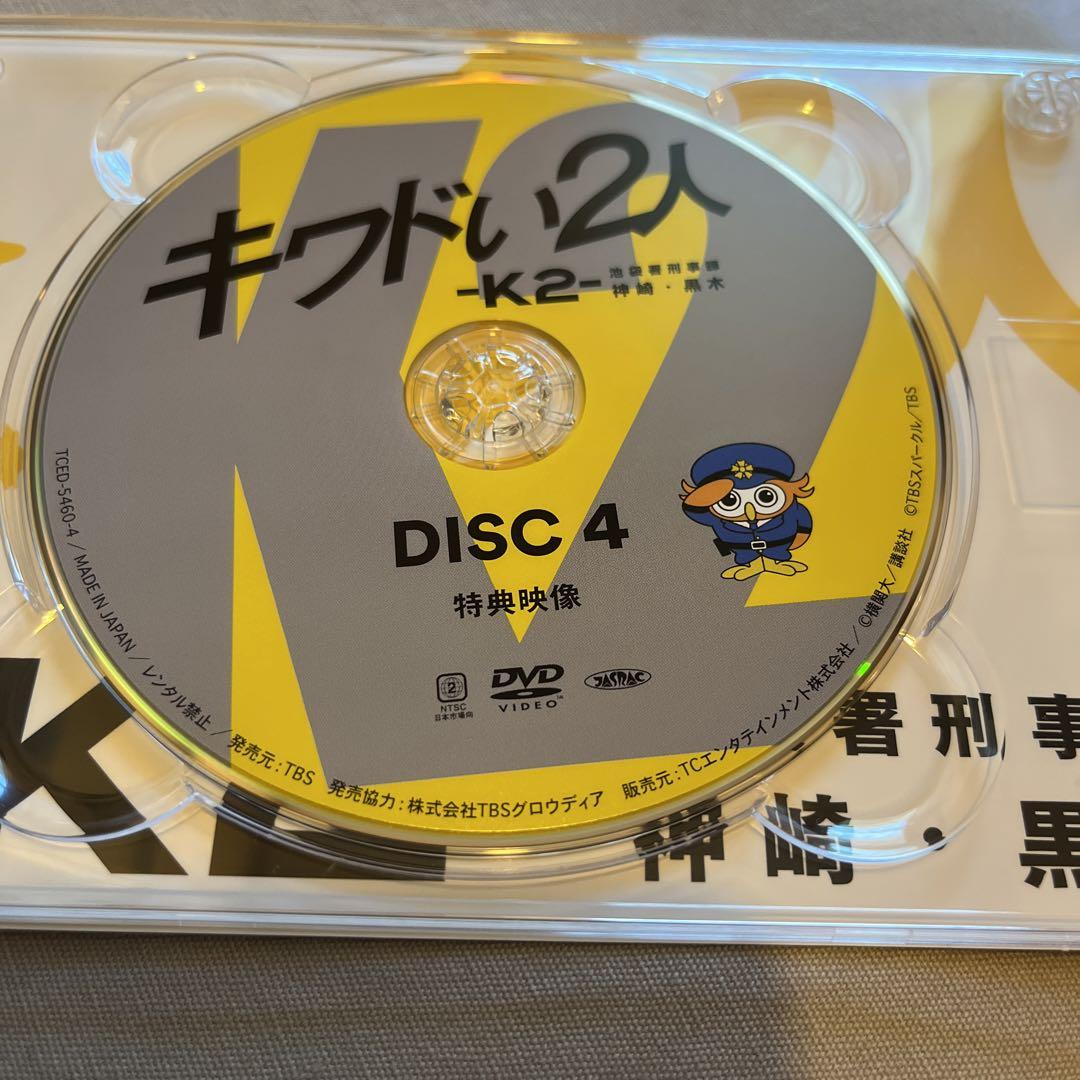 キワドい2人
-K2-
池袋署刑事課
神崎・黒木
DISC 4
特典映像
2
NTSC
日本市場向
DVD
VIDEO™
JASRAC
TCED-5460-4 / MADE IN JAPAN / レンタル禁止 / 発売元:TBS 発売協力:株式会社TBSグロウディア 販売元:TCエンタテインメント株式会社 / ©横関大 / 講談社 ©TBSスパークル/TBS
署刑事
神崎・黒